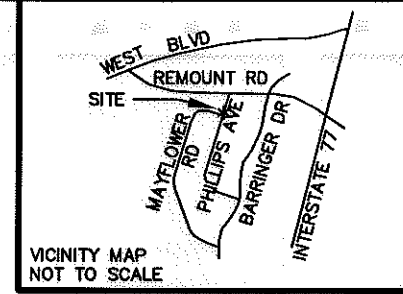 WEST BLVD
REMOUNT RD
SITE
MAYFLOWER
RD
PHILLIPS AVE
BARRINGER DR
INTERSTATE 77
VICINITY MAP
NOT TO SCALE